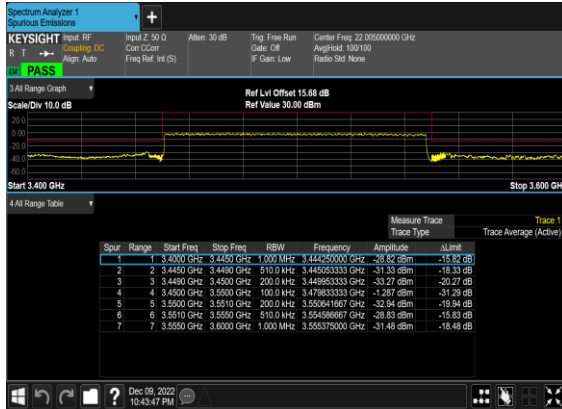 Spectrum Analyzer 1
Spurious Emissions
+
KEYSIGHT Input: RF Input Z: 50 Ω Atten: 30 dB Trig: Free Run Center Freq: 22.005000000 GHz
R T Coupling: DC Corr CCorr Gate: Off Avg|Hold: 100/100
Align: Auto Freq Ref: Int (S) IF Gain: Low Radio Std: None
PASS
3 All Range Graph
Ref Lvl Offset 15.68 dB
Scale/Div 10.0 dB Ref Value 30.00 dBm
20.0
0.00
-20.0
-40.0
-60.0
Start 3.400 GHz Stop 3.600 GHz
4 All Range Table
Measure Trace Trace 1
Trace Type Trace Average (Active)
Spur Range Start Freq Stop Freq RBW Frequency Amplitude ΔLimit
1 1 3.4000 GHz 3.4450 GHz 1.000 MHz 3.444250000 GHz -28.82 dBm -15.82 dB
2 2 3.4450 GHz 3.4490 GHz 510.0 kHz 3.445053333 GHz -31.33 dBm -18.33 dB
3 3 3.4490 GHz 3.4500 GHz 200.0 kHz 3.449953333 GHz -33.27 dBm -20.27 dB
4 4 3.4500 GHz 3.5500 GHz 100.0 kHz 3.479833333 GHz -1.287 dBm -31.29 dB
5 5 3.5500 GHz 3.5510 GHz 200.0 kHz 3.550641667 GHz -32.94 dBm -19.94 dB
6 6 3.5510 GHz 3.5550 GHz 510.0 kHz 3.554586667 GHz -28.83 dBm -15.83 dB
7 7 3.5550 GHz 3.6000 GHz 1.000 MHz 3.555375000 GHz -31.48 dBm -18.48 dB
? Dec 09, 2022
10:43:47 PM